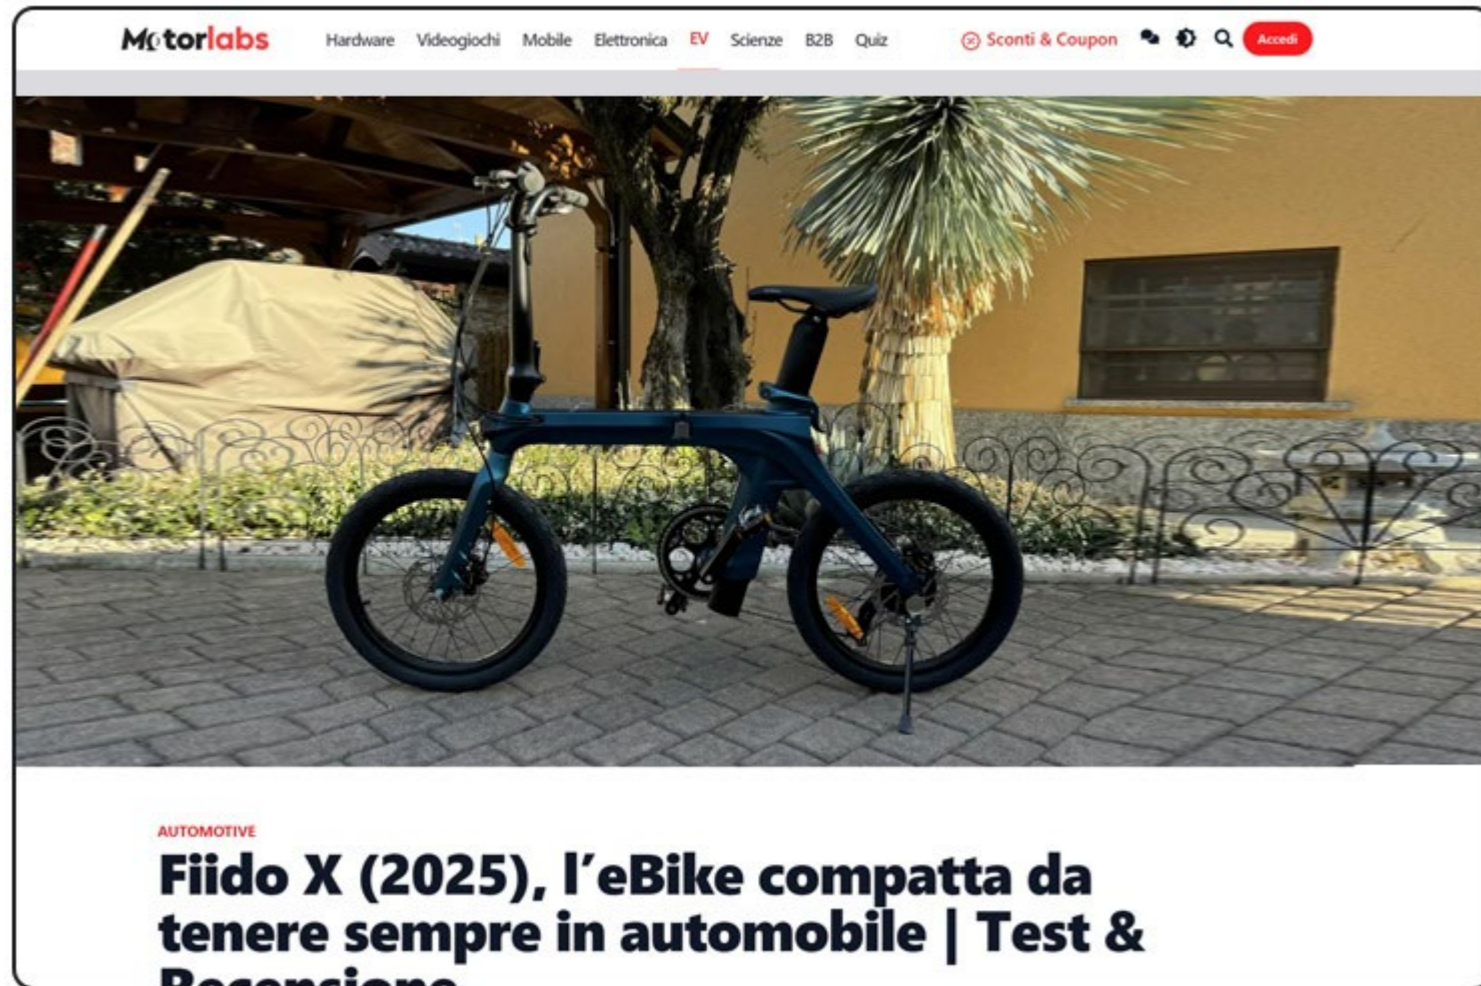 Motorlabs
Hardware Videogiochi Mobile Elettronica EV Scienze B2B Quiz Sconti & Coupon Accedi
AUTOMOTIVE
Fiido X (2025), l'eBike compatta da
tenere sempre in automobile | Test &
Recensione